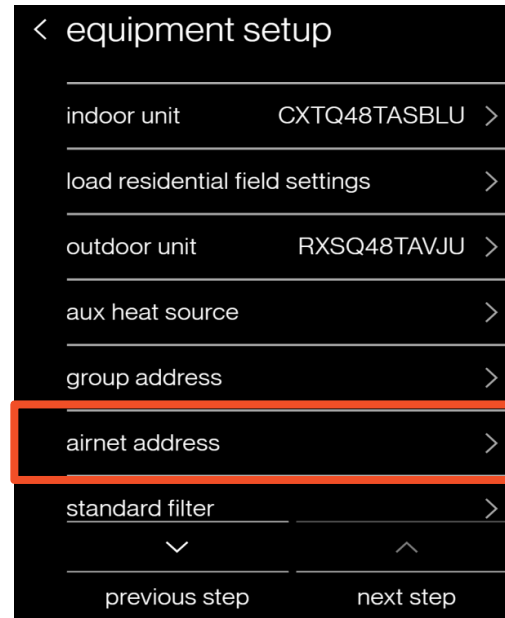 equipment setup
indoor unit CXTQ48TASBLU
load residential field settings
outdoor unit RXSQ48TAVJU
aux heat source
group address
airnet address
standard filter
previous step next step